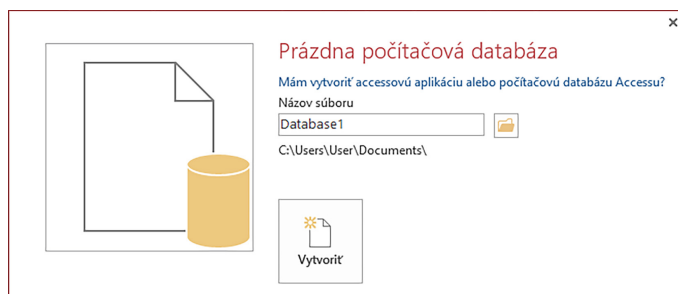 Prázdna počítačová databáza
Mám vytvoriť accessovú aplikáciu alebo počítačovú databázu Accessu?
Názov súboru
Database1
C:\Users\User\Documents\
Vytvoriť